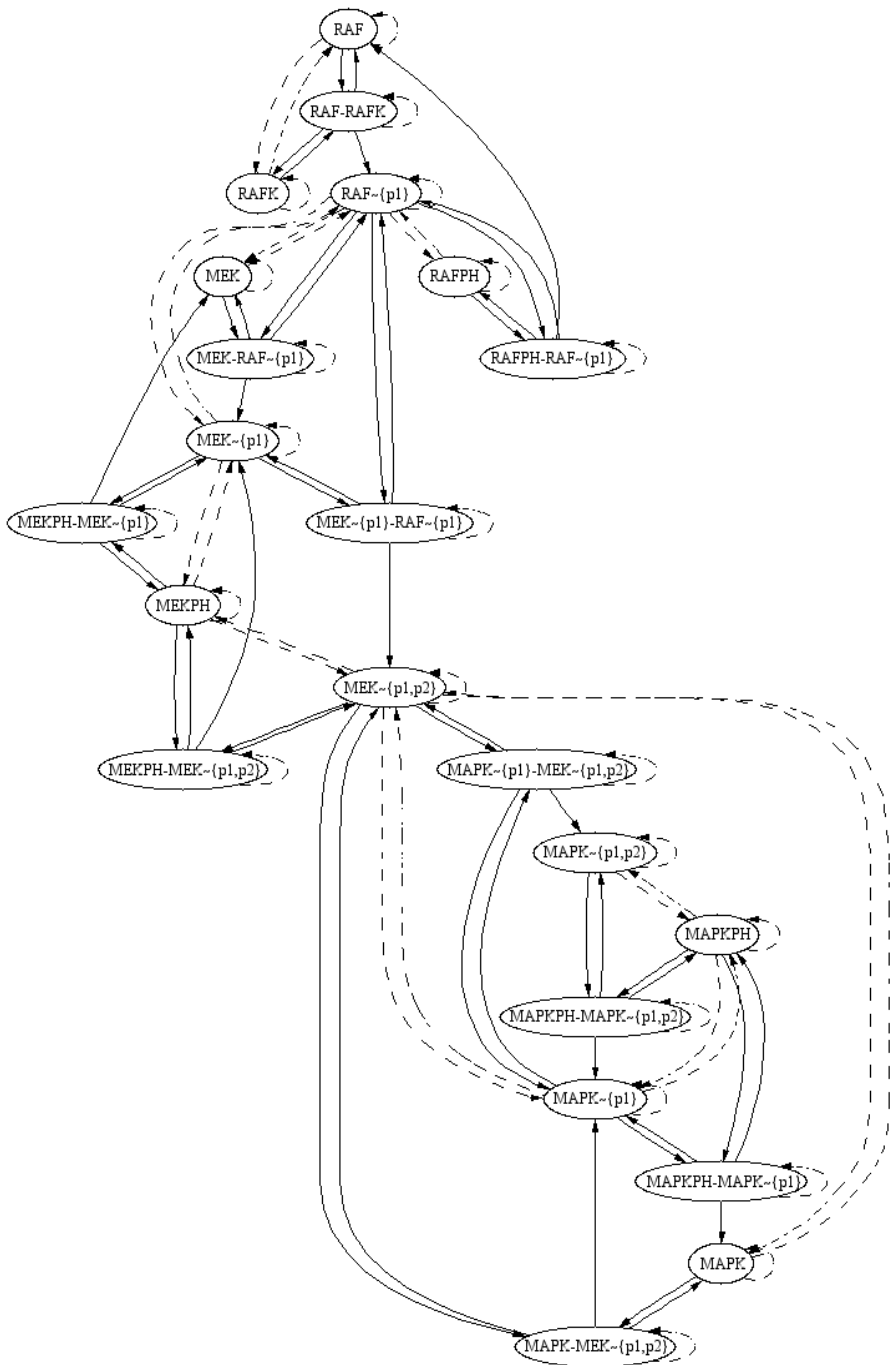 RAF
RAF-RAFK
RAFK
RAF~{p1}
MEK
RAFPH
MEK-RAF~{p1}
RAFPH-RAF~{p1}
MEK~{p1}
MEKPH-MEK~{p1}
MEK~{p1}-RAF~{p1}
MEKPH
MEK~{p1,p2}
MEKPH-MEK~{p1,p2}
MAPK~{p1}-MEK~{p1,p2}
MAPK~{p1,p2}
MAPKPH
MAPKPH-MAPK~{p1,p2}
MAPK~{p1}
MAPKPH-MAPK~{p1}
MAPK
MAPK-MEK~{p1,p2}